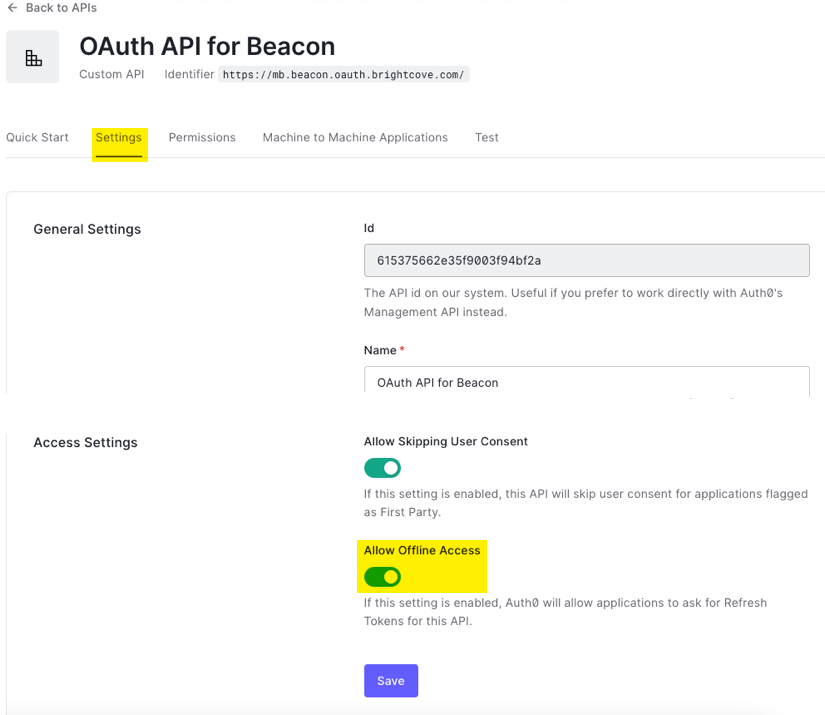 Back to APIs
OAuth API for Beacon
Custom API Identifier https://mb.beacon.oauth.brightcove.com/
Quick Start Settings Permissions Machine to Machine Applications Test
General Settings
Id
615375662e35f9003f94bf2a
The API id on our system. Useful if you prefer to work directly with Auth0's
Management API instead.
Name *
OAuth API for Beacon
Access Settings
Allow Skipping User Consent
If this setting is enabled, this API will skip user consent for applications flagged
as First Party.
Allow Offline Access
If this setting is enabled, Auth0 will allow applications to ask for Refresh
Tokens for this API.
Save